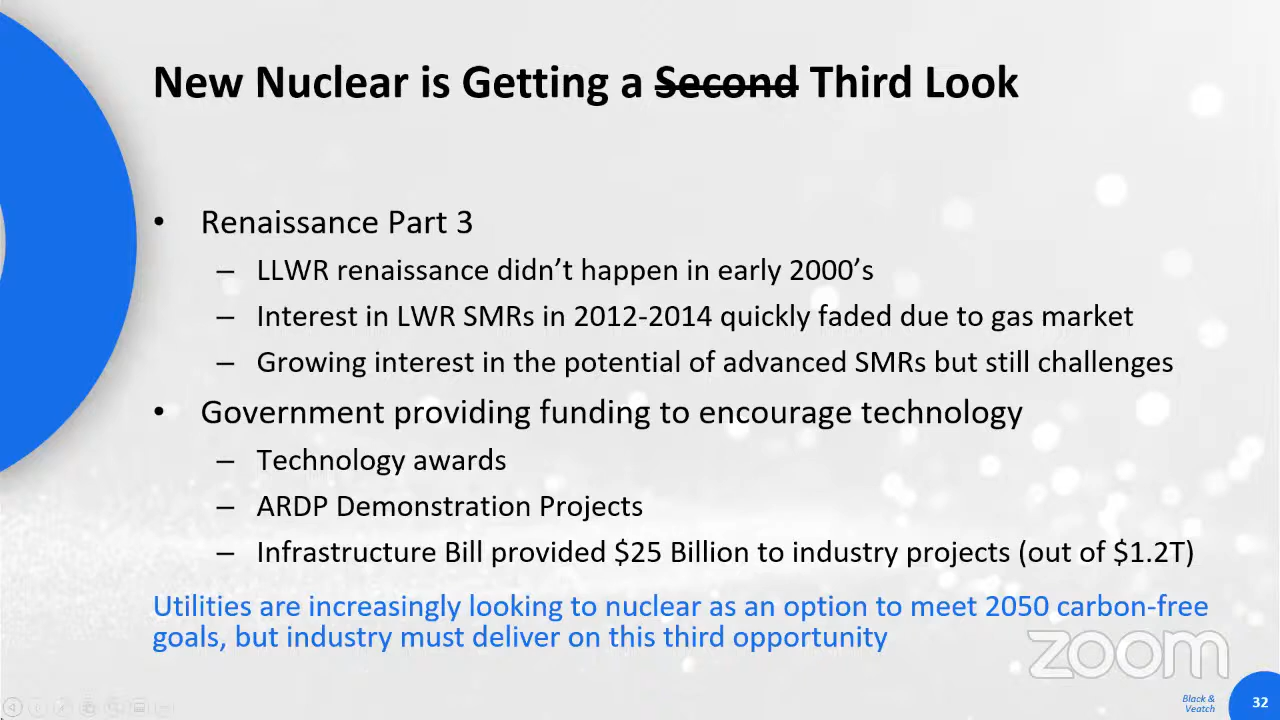 New Nuclear is Getting a Second Third Look
• Renaissance Part 3
– LLWR renaissance didn’t happen in early 2000’s
– Interest in LWR SMRs in 2012-2014 quickly faded due to gas market
– Growing interest in the potential of advanced SMRs but still challenges
• Government providing funding to encourage technology
– Technology awards
– ARDP Demonstration Projects
– Infrastructure Bill provided $25 Billion to industry projects (out of $1.2T)
Utilities are increasingly looking to nuclear as an option to meet 2050 carbon-free
goals, but industry must deliver on this third opportunity
zoom
Black &
Veatch
32